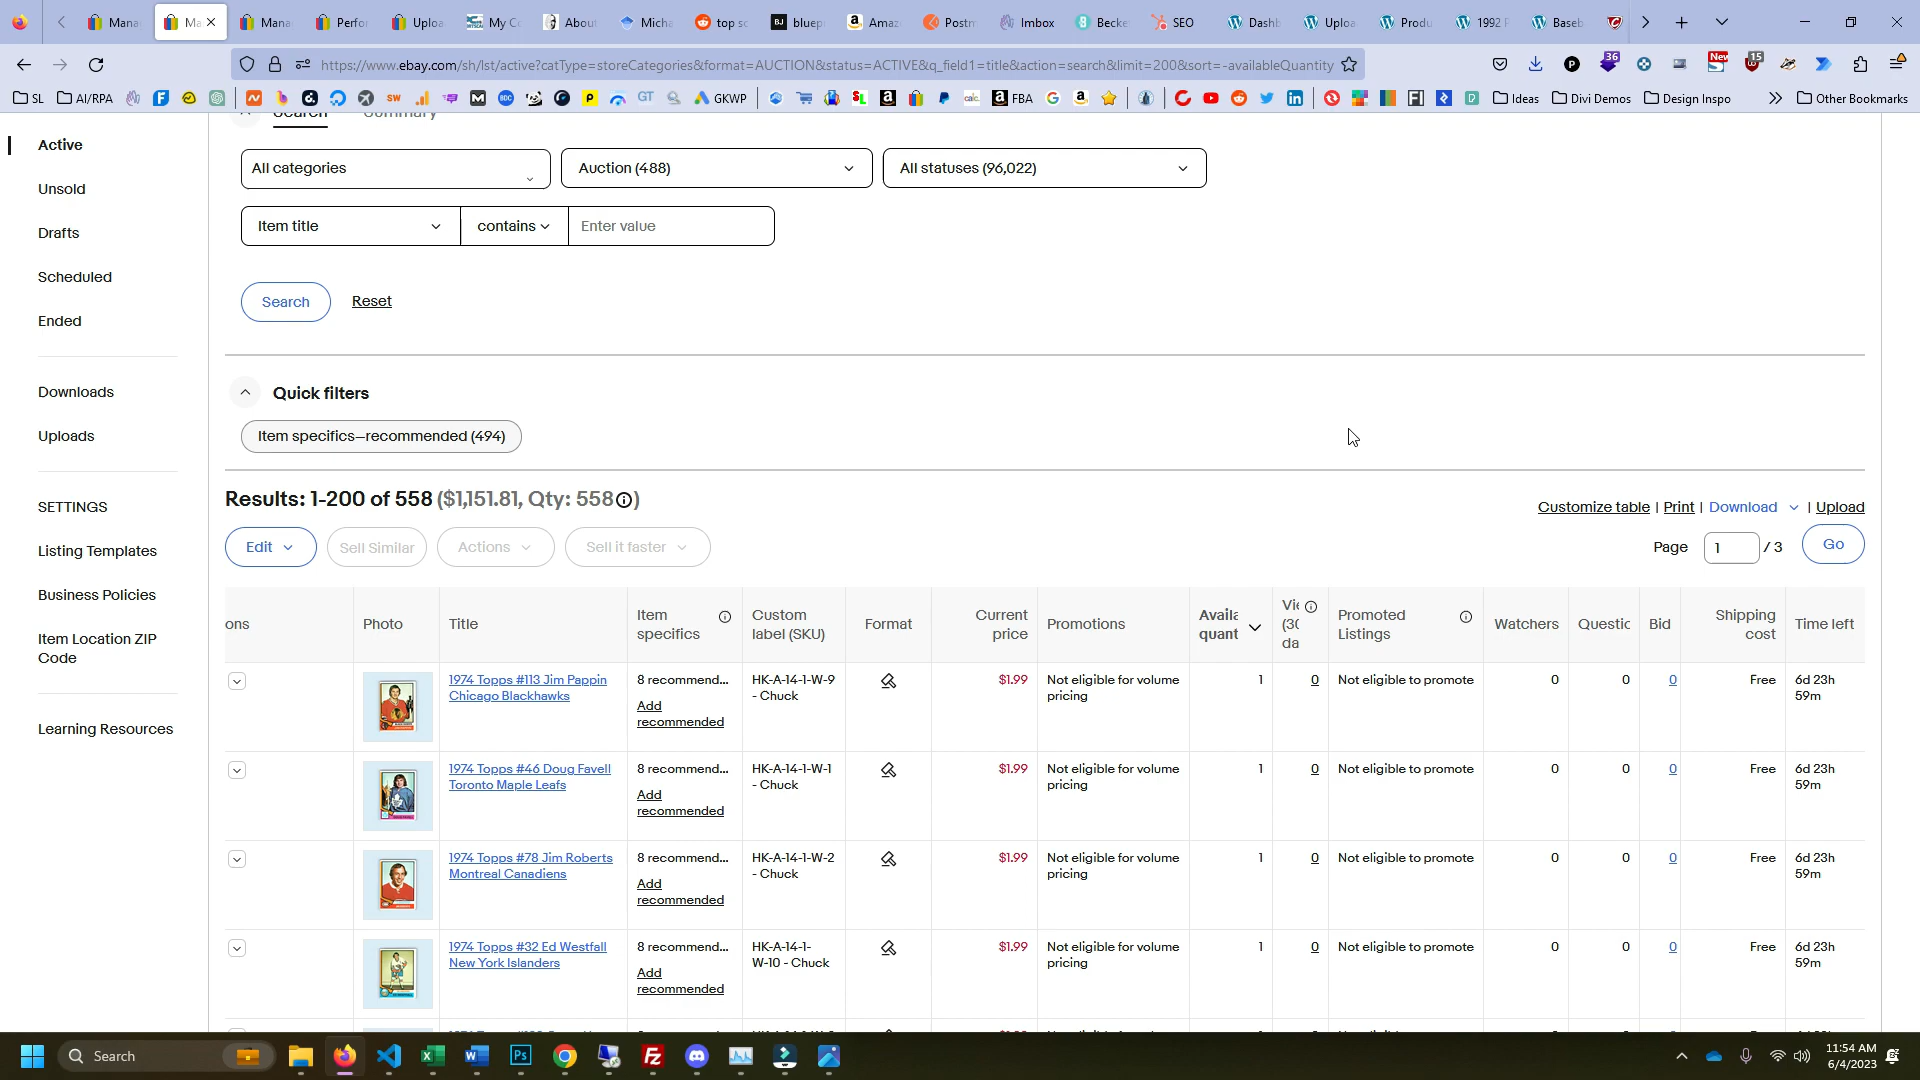 Mana
Ma
Mana
Perfo
Uploa
My Co
About
Micha
top sc
bluep
Amaz
Postm
Imbox
Becke
SEO
Dashb
Uploa
Produ
1992 F
Baseb
https://www.ebay.com/sh/lst/active?catType=storeCategories&format=AUCTION&status=ACTIVE&q_field1=title&action=search&limit=200&sort=-availableQuantity
36
New
15
SL
AI/RPA
GKWP
FBA
Ideas
Divi Demos
Design Inspo
Other Bookmarks
Search
Summary
Active
Unsold
Drafts
Scheduled
Ended
Downloads
Uploads
SETTINGS
Listing Templates
Business Policies
Item Location ZIP
Code
Learning Resources
All categories
Auction (488)
All statuses (96,022)
Item title
contains
Enter value
Search
Reset
Quick filters
Item specifics—recommended (494)
Results: 1-200 of 558 ($1,151.81, Qty: 558)
Customize table | Print | Download | Upload
Edit
Sell Similar
Actions
Sell it faster
Page 1 / 3 Go
ons
Photo
Title
Item
specifics
Custom
label (SKU)
Format
Current
price
Promotions
Availa
quant
Vie
(30
da
Promoted
Listings
Watchers
Questic
Bid
Shipping
cost
Time left
1974 Topps #113 Jim Pappin
Chicago Blackhawks
8 recommend...
Add
recommended
HK-A-14-1-W-9
- Chuck
$1.99
Not eligible for volume
pricing
1
0
Not eligible to promote
0
0
0
Free
6d 23h
59m
1974 Topps #46 Doug Favell
Toronto Maple Leafs
8 recommend...
Add
recommended
HK-A-14-1-W-1
- Chuck
$1.99
Not eligible for volume
pricing
1
0
Not eligible to promote
0
0
0
Free
6d 23h
59m
1974 Topps #78 Jim Roberts
Montreal Canadiens
8 recommend...
Add
recommended
HK-A-14-1-W-2
- Chuck
$1.99
Not eligible for volume
pricing
1
0
Not eligible to promote
0
0
0
Free
6d 23h
59m
1974 Topps #32 Ed Westfall
New York Islanders
8 recommend...
Add
recommended
HK-A-14-1-
W-10 - Chuck
$1.99
Not eligible for volume
pricing
1
0
Not eligible to promote
0
0
0
Free
6d 23h
59m
Search
11:54 AM
6/4/2023